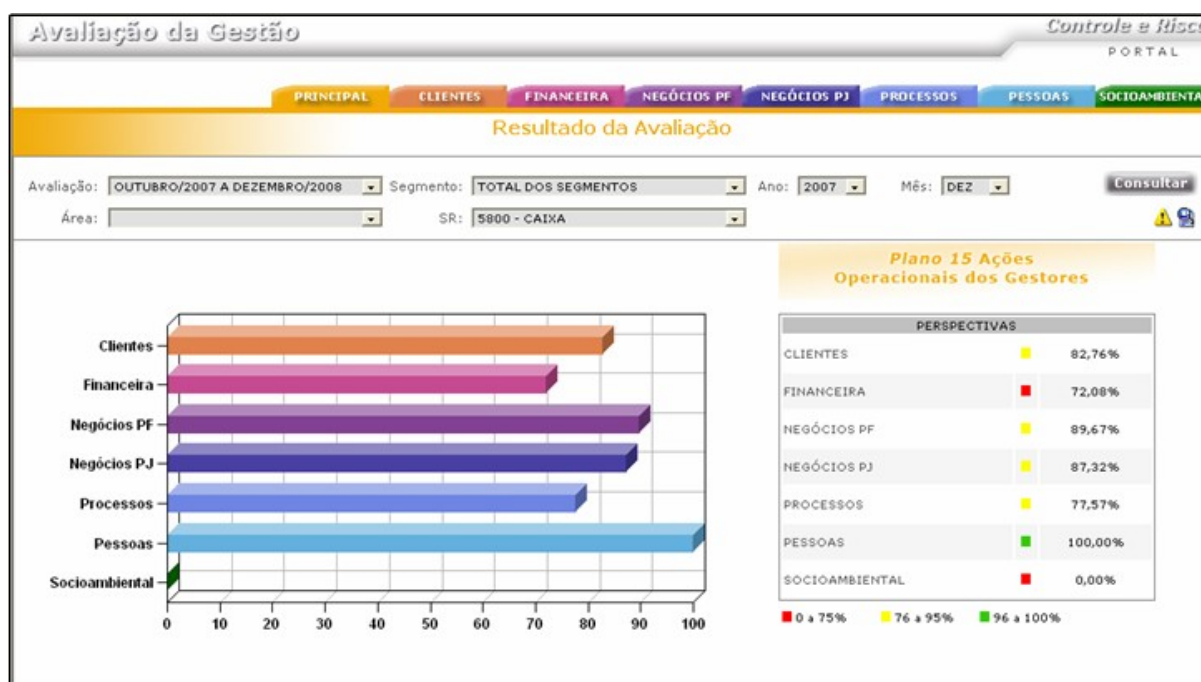 Avaliação da Gestão
Controle e Risco
PORTAL
PRINCIPAL CLIENTES FINANCEIRA NEGÓCIOS PF NEGÓCIOS PJ PROCESSOS PESSOAS SOCIOAMBIENTA
Resultado da Avaliação
Avaliação: OUTUBRO/2007 A DEZEMBRO/2008 Segmento: TOTAL DOS SEGMENTOS Ano: 2007 Mês: DEZ Consultar
Área: SR: 5800 - CAIXA
Plano 15 Ações
Operacionais dos Gestores
Clientes
Financeira
Negócios PF
Negócios PJ
Processos
Pessoas
Socioambiental
0 10 20 30 40 50 60 70 80 90 100
PERSPECTIVAS
CLIENTES 82,76%
FINANCEIRA 72,08%
NEGÓCIOS PF 89,67%
NEGÓCIOS PJ 87,32%
PROCESSOS 77,57%
PESSOAS 100,00%
SOCIOAMBIENTAL 0,00%
0 a 75% 76 a 95% 96 a 100%